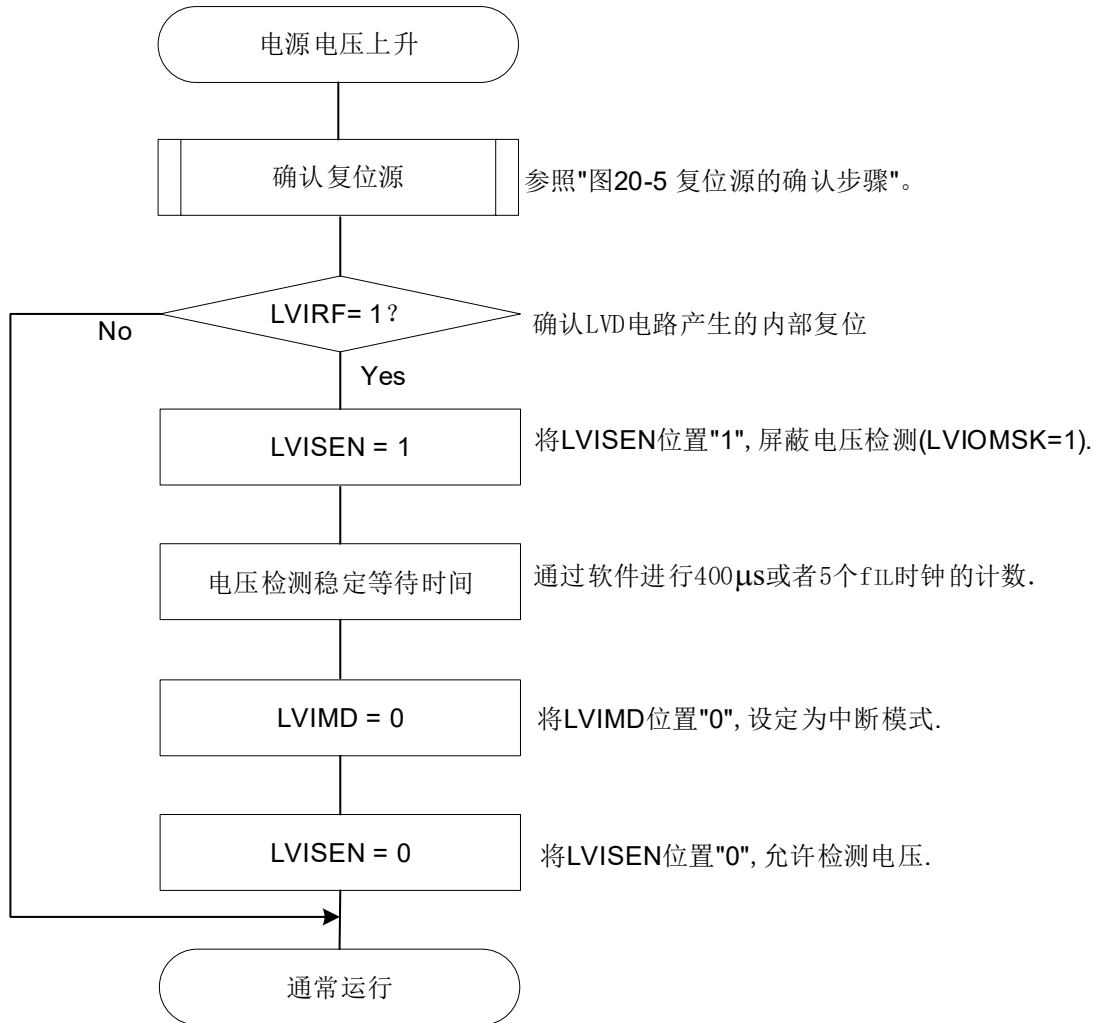 电源电压上升
确认复位源
参照"图20-5 复位源的确认步骤"。
LVIRF= 1?
No
确认LVD电路产生的内部复位
Yes
LVISEN = 1
将LVISEN位置"1", 屏蔽电压检测(LVIOMSK=1).
电压检测稳定等待时间
通过软件进行400μs或者5个fIL时钟的计数.
LVIMD = 0
将LVIMD位置"0", 设定为中断模式.
LVISEN = 0
将LVISEN位置"0", 允许检测电压.
通常运行